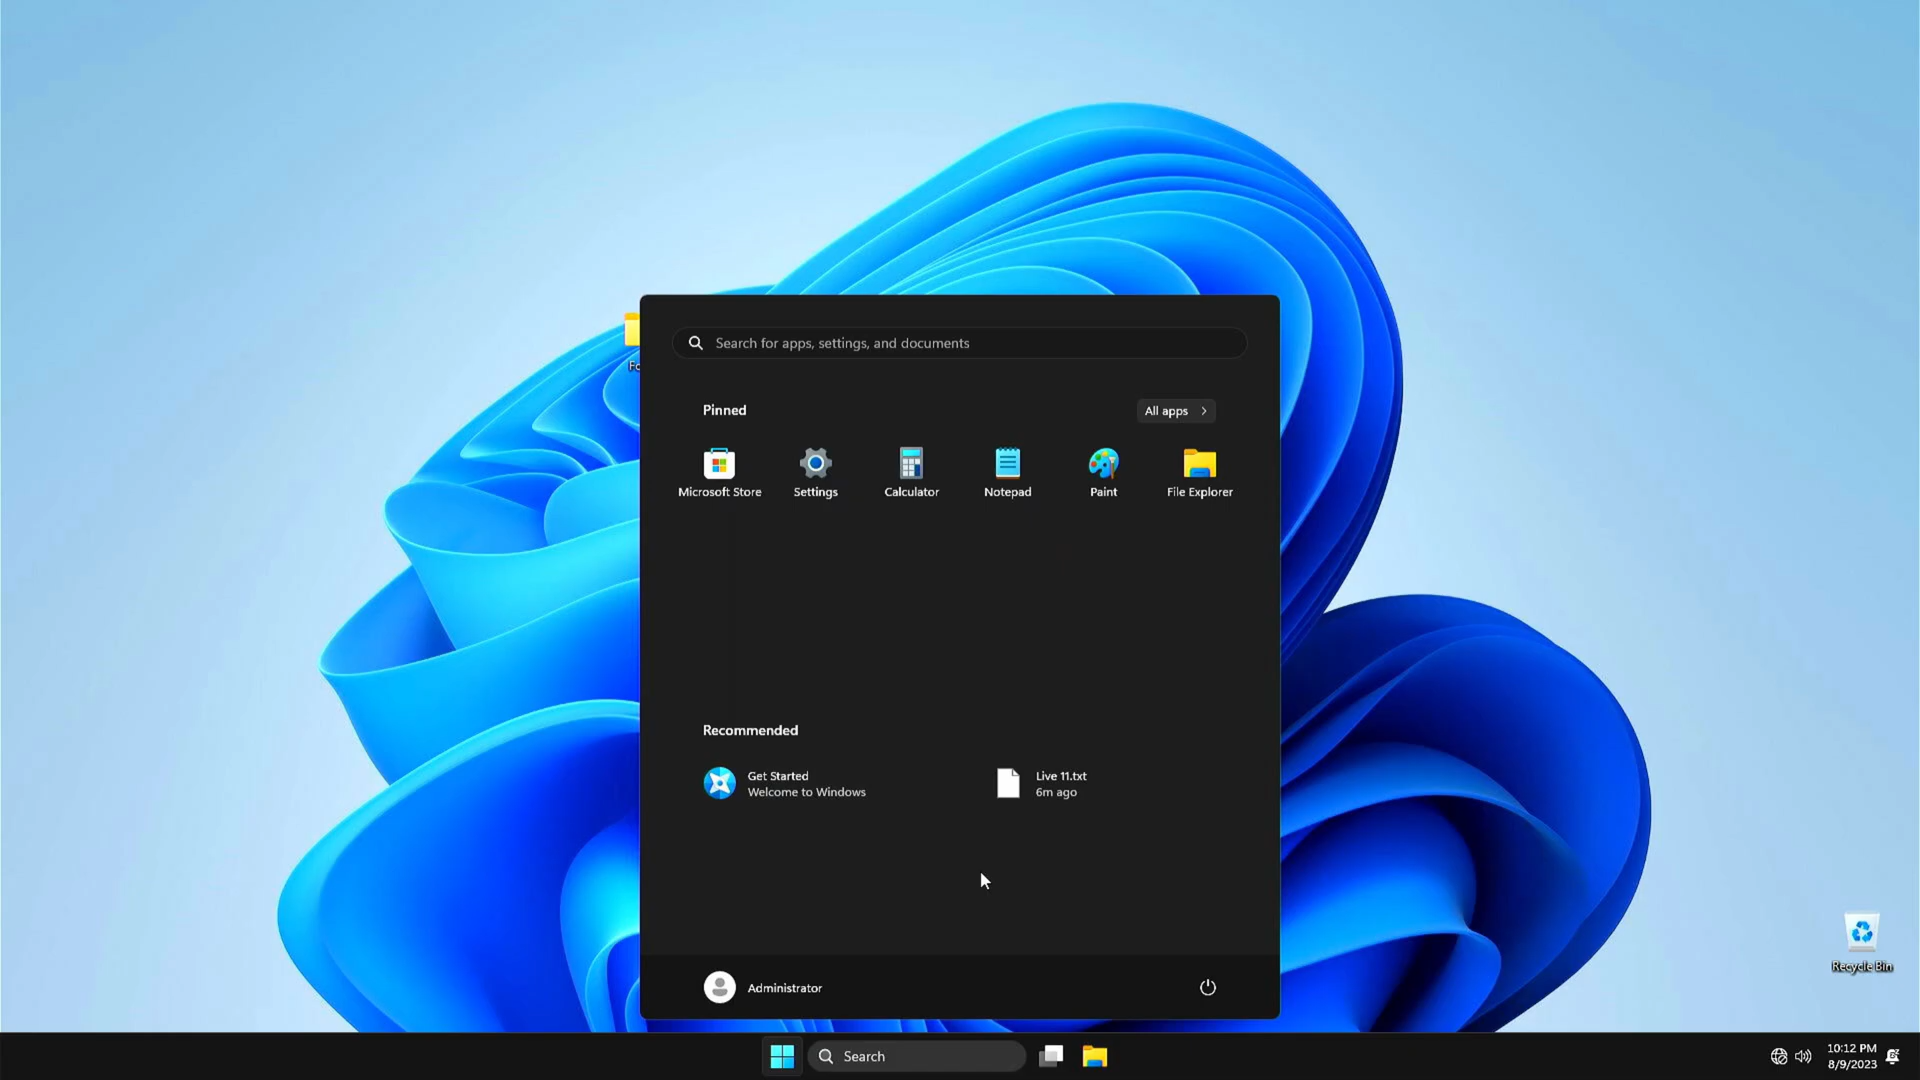 Fo
Search for apps, settings, and documents
Pinned
All apps
Microsoft Store
Settings
Calculator
Notepad
Paint
File Explorer
Recommended
Get Started
Welcome to Windows
Live 11.txt
6m ago
Administrator
Recycle Bin
Search
10:12 PM
8/9/2023